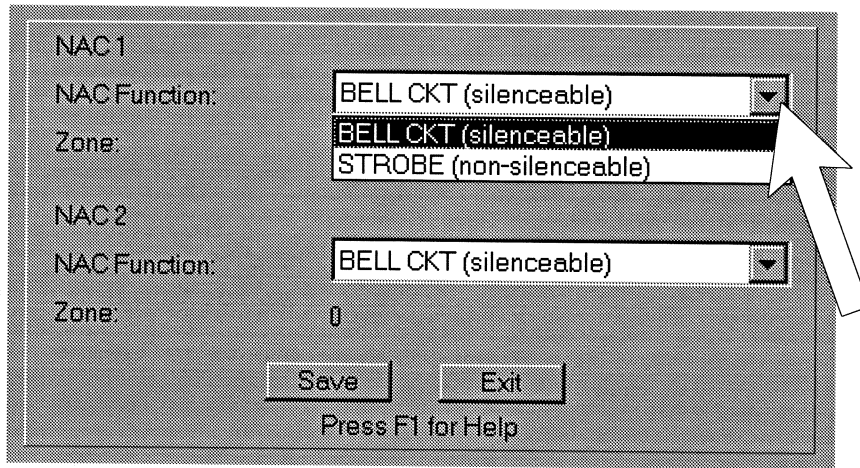 NAC 1
NAC Function: BELL CKT (silenceable)
BELL CKT (silenceable)
Zone:
STROBE (non-silenceable)
NAC 2
NAC Function: BELL CKT (silenceable)
Zone: 0
Save Exit
Press F1 for Help